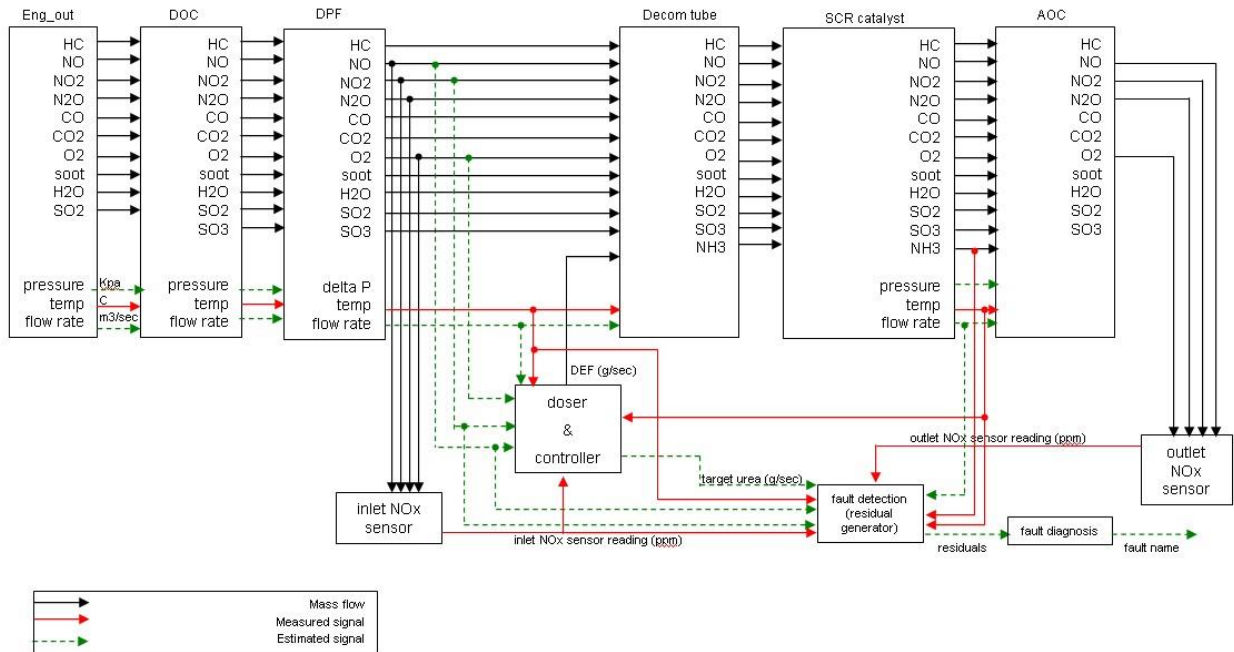 Eng_out
DOC
DPF
Decom tube
SCR catalyst
AOC
HC
NO
NO2
N2O
CO
CO2
O2
soot
H2O
SO2
pressure
temp
flow rate
Kpa
C
m3/sec
HC
NO
NO2
N2O
CO
CO2
O2
soot
H2O
SO2
SO3
pressure
temp
flow rate
HC
NO
NO2
N2O
CO
CO2
O2
soot
H2O
SO2
SO3
delta P
temp
flow rate
HC
NO
NO2
N2O
CO
CO2
O2
soot
H2O
SO2
SO3
NH3
HC
NO
NO2
N2O
CO
CO2
O2
soot
H2O
SO2
SO3
NH3
pressure
temp
flow rate
HC
NO
NO2
N2O
CO
CO2
O2
soot
H2O
SO2
SO3
DEF (g/sec)
doser
&
controller
target urea (g/sec)
outlet NOx sensor reading (ppm)
outlet
NOx
sensor
inlet NOx
sensor
inlet NOx sensor reading (ppm)
fault detection
(residual
generator)
residuals
fault diagnosis
fault name
Mass flow
Measured signal
Estimated signal